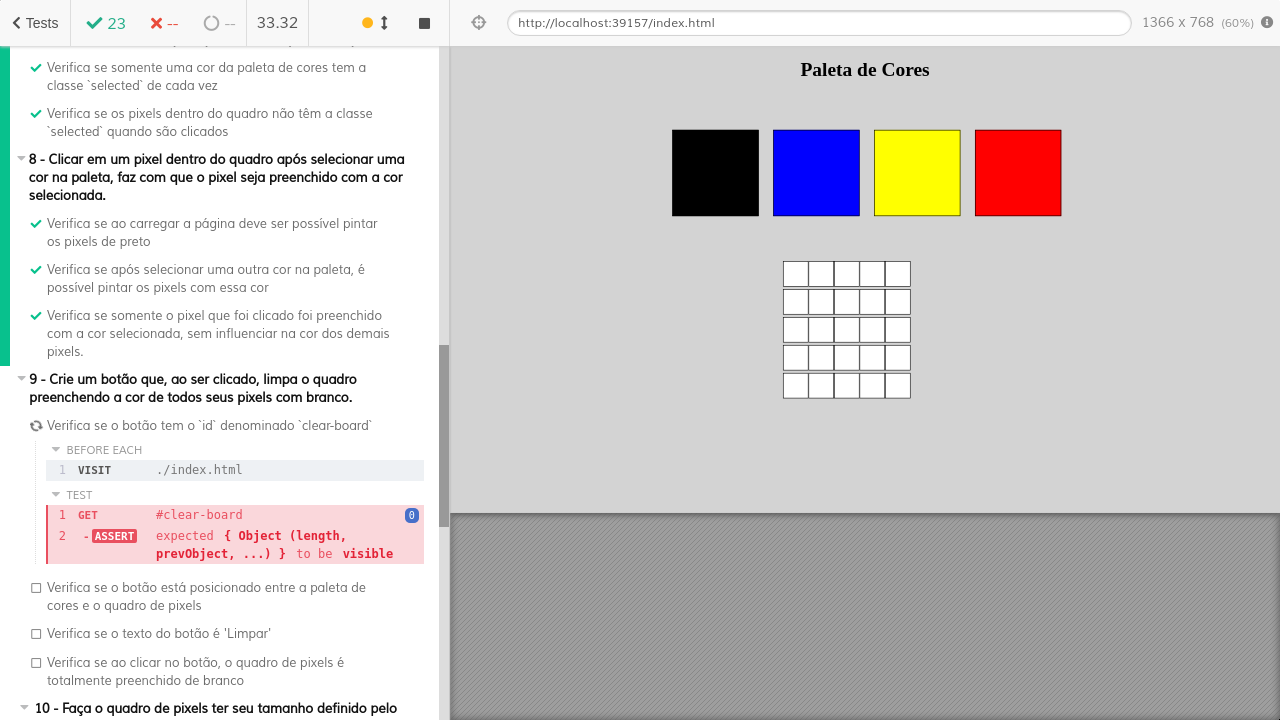 Tests 23 -- -- 33.32
http://localhost:39157/index.html 1366 x 768 (60%)
Verifica se somente uma cor da paleta de cores tem a
classe `selected` de cada vez
Verifica se os pixels dentro do quadro não têm a classe
`selected` quando são clicados
8 - Clicar em um pixel dentro do quadro após selecionar uma
cor na paleta, faz com que o pixel seja preenchido com a cor
selecionada.
Verifica se ao carregar a página deve ser possível pintar
os pixels de preto
Verifica se após selecionar uma outra cor na paleta, é
possível pintar os pixels com essa cor
Verifica se somente o pixel que foi clicado foi preenchido
com a cor selecionada, sem influenciar na cor dos demais
pixels.
9 - Crie um botão que, ao ser clicado, limpa o quadro
preenchendo a cor de todos seus pixels com branco.
Verifica se o botão tem o `id` denominado `clear-board`
BEFORE EACH
1 VISIT ./index.html
TEST
1 GET #clear-board 0
2 -ASSERT expected { Object (length,
prevObject, ...) } to be visible
Verifica se o botão está posicionado entre a paleta de
cores e o quadro de pixels
Verifica se o texto do botão é 'Limpar'
Verifica se ao clicar no botão, o quadro de pixels é
totalmente preenchido de branco
10 - Faça o quadro de pixels ter seu tamanho definido pelo
Paleta de Cores